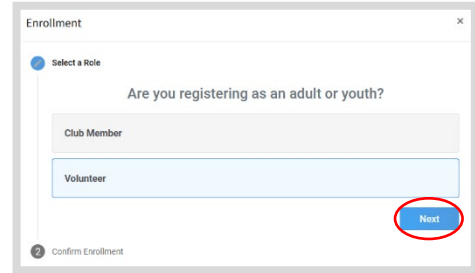 Enrollment ×
Select a Role
Are you registering as an adult or youth?
Club Member
Volunteer
Next
2 Confirm Enrollment